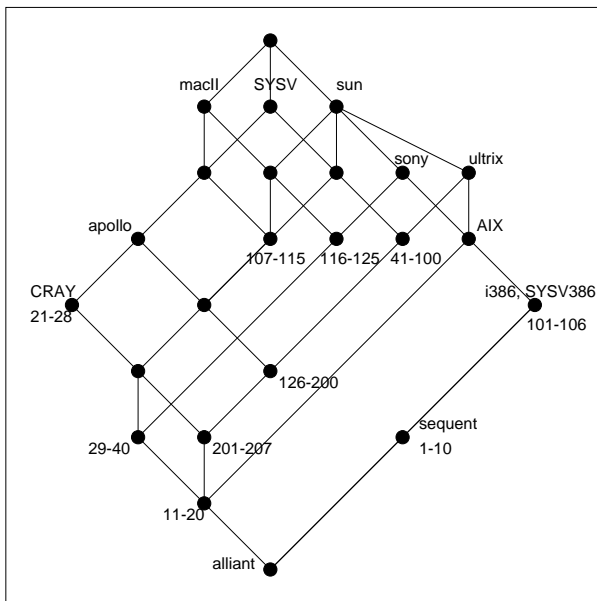 macII
SYSV
sun
sony
ultrix
apollo
AIX
107-115
116-125
41-100
CRAY
21-28
i386, SYSV386
101-106
126-200
sequent
29-40
201-207
1-10
11-20
alliant